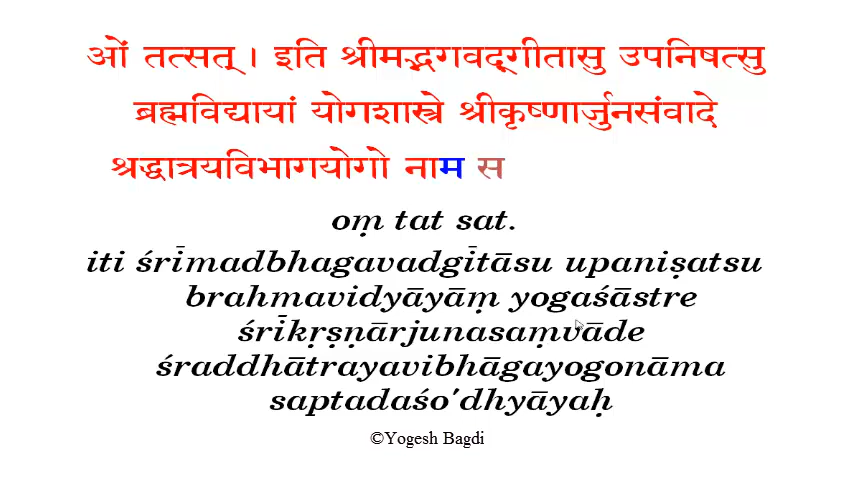 ओं तत्सत् । इति श्रीमद्भगवद्गीतासु उपनिषत्सु
ब्रह्मविद्यायां योगशास्त्रे श्रीकृष्णार्जुनसंवादे
श्रद्धात्रयविभागयोगो नाम स
oṃ tat sat.
iti śrīmadbhagavadgītāsu upaniṣatsu
brahmavidyāyāṃ yogaśāstre
śrīkṛṣṇārjunasaṃvāde
śraddhātrayavibhāgayogonāma
saptadaśo'dhyāyaḥ
©Yogesh Bagdi